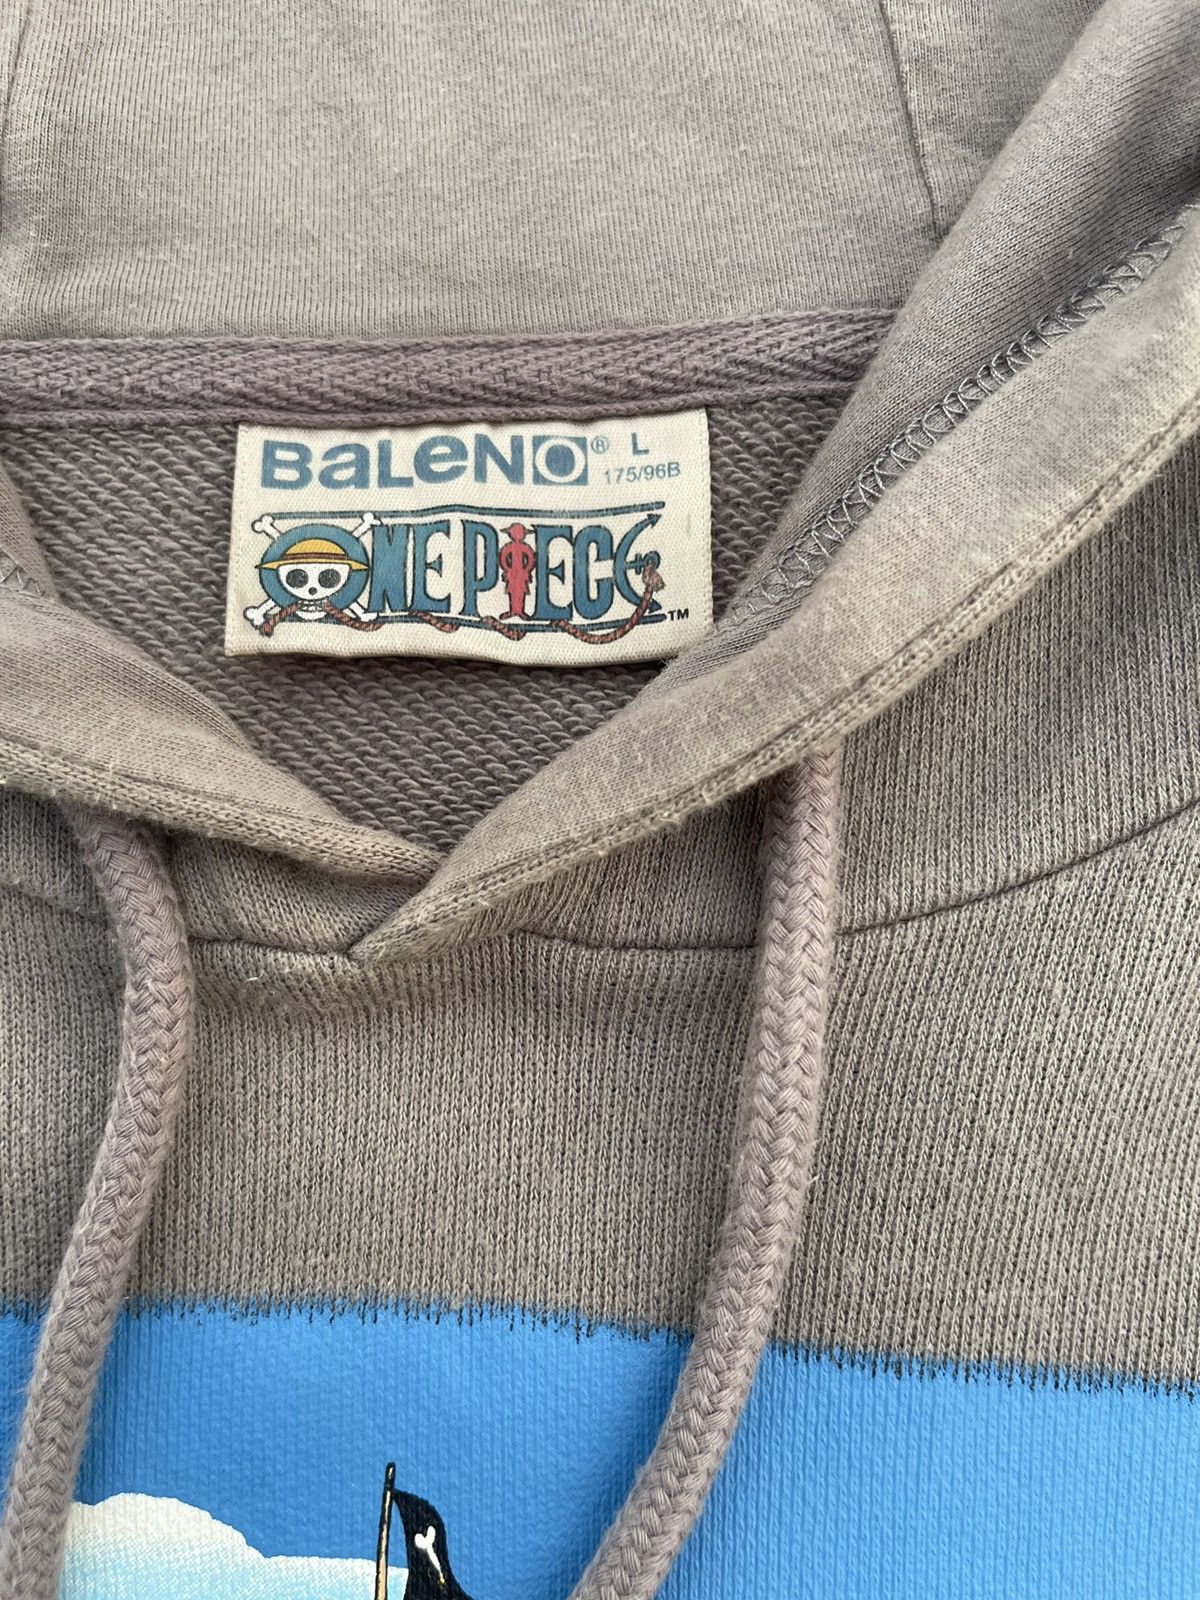 BaLeNO® L
175/96B
ONE PIECE™